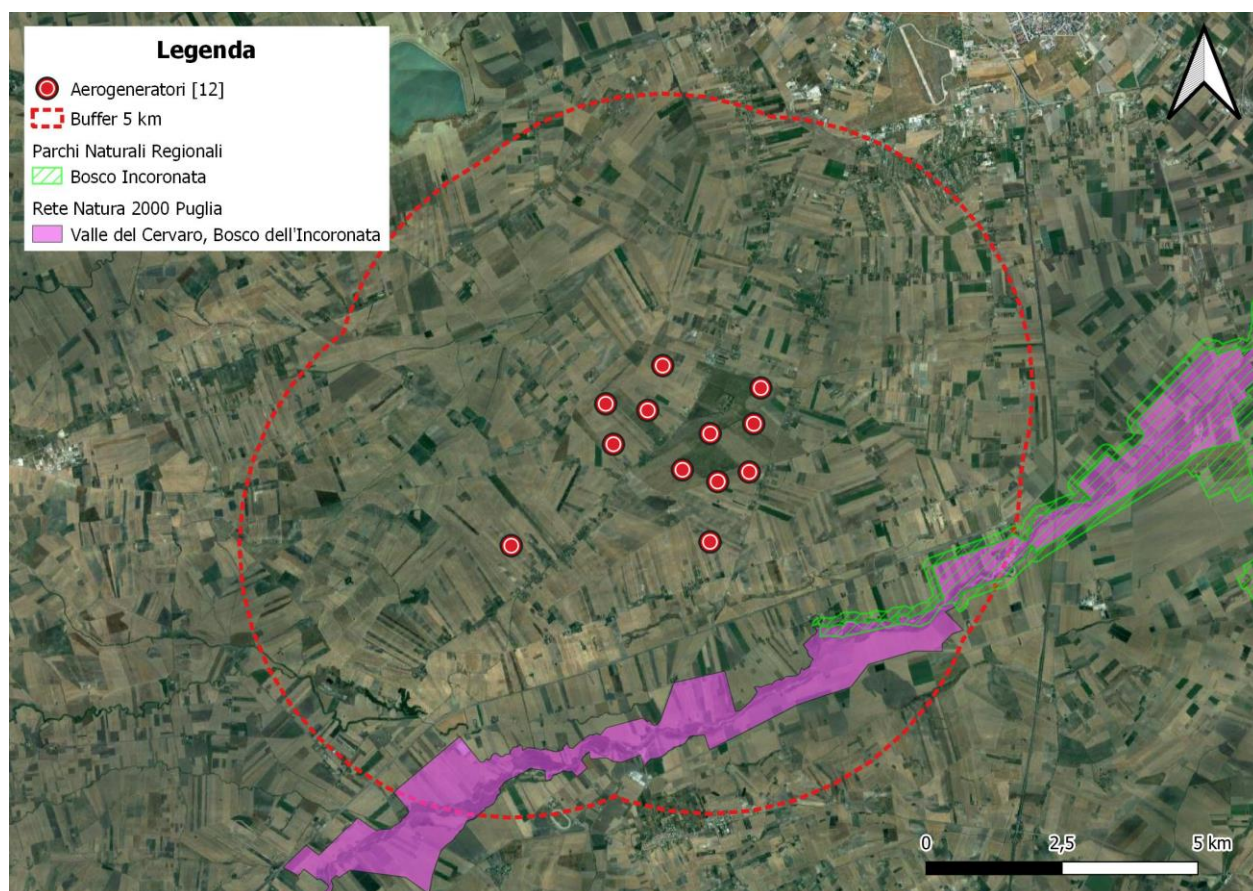 Legenda
Aerogeneratori [12]
Buffer 5 km
Parchi Naturali Regionali
Bosco Incoronata
Rete Natura 2000 Puglia
Valle del Cervaro, Bosco dell'Incoronata
0 2,5 5 km